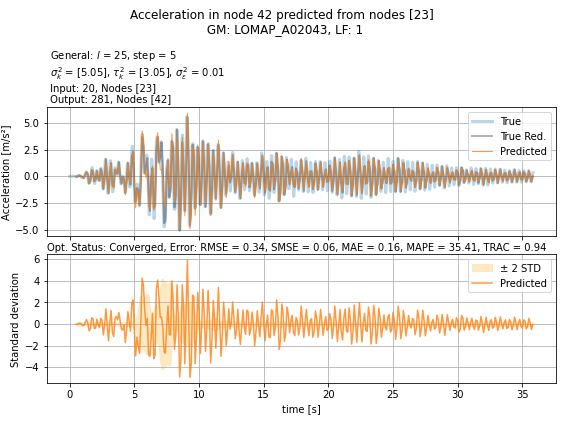 Acceleration in node 42 predicted from nodes [23]
GM: LOMAP_A02043, LF: 1
General: l = 25, step = 5
σ²ₖ = [5.05], τ²ₖ = [3.05], σ²_ε = 0.01
Input: 20, Nodes [23]
Output: 281, Nodes [42]
Acceleration [m/s²]
5.0
2.5
0.0
−2.5
−5.0
True
True Red.
Predicted
Opt. Status: Converged, Error: RMSE = 0.34, SMSE = 0.06, MAE = 0.16, MAPE = 35.41, TRAC = 0.94
Standard deviation
6
4
2
0
−2
−4
± 2 STD
Predicted
0 5 10 15 20 25 30 35
time [s]